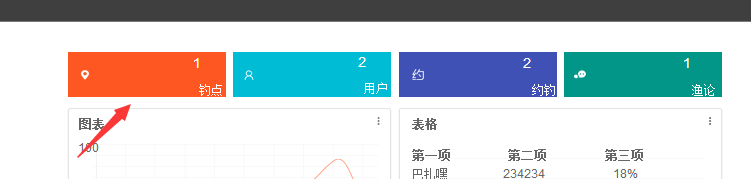 1
钓点
2
用户
约
2
约钓
1
渔论
图表
100
表格
第一项 第二项 第三项
巴扎嘿 234234 18%